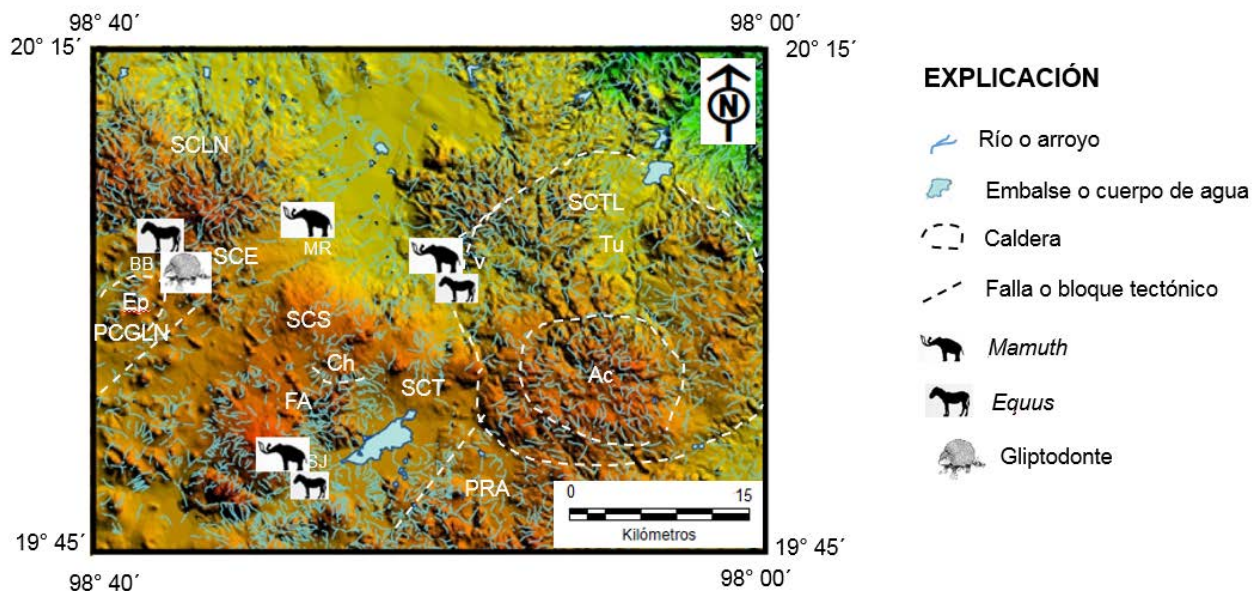 98° 40´
98° 00´
20° 15´
20° 15´
N
SCLN
SCTL
Tu
MR
SCE
V
BB
Ep
PCGLN
SCS
Ch
SCT
Ac
FA
SJ
PRA
0 15
Kilómetros
19° 45´
19° 45´
98° 40´
98° 00´
EXPLICACIÓN
Río o arroyo
Embalse o cuerpo de agua
Caldera
Falla o bloque tectónico
Mamuth
Equus
Gliptodonte